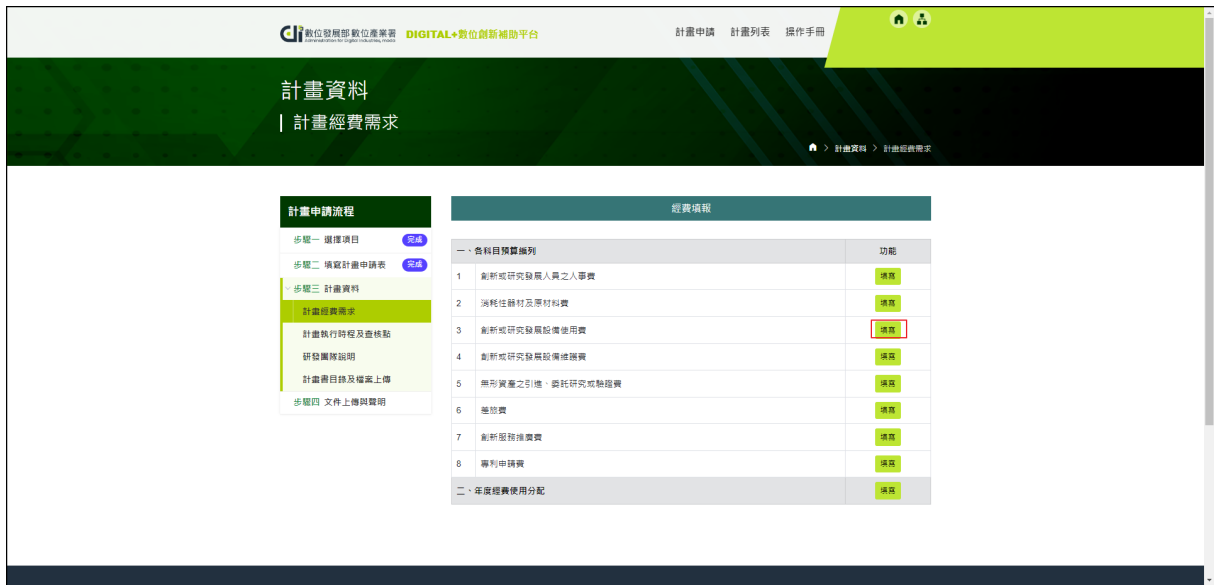 數位發展部數位產業署 DIGITAL+數位創新補助平台
Administration for Digital Industries, moda
計畫申請 計畫列表 操作手冊
計畫資料
計畫經費需求
> 計畫資料 > 計畫經費需求
計畫申請流程
步驟一 選擇項目 完成
步驟二 填寫計畫申請表 完成
步驟三 計畫資料
計畫經費需求
計畫執行時程及查核點
研發團隊說明
計畫書目錄及檔案上傳
步驟四 文件上傳與聲明
經費填報
一、各科目預算編列 功能
1 創新或研究發展人員之人事費 填寫
2 消耗性器材及原材料費 填寫
3 創新或研究發展設備使用費 填寫
4 創新或研究發展設備維護費 填寫
5 無形資產之引進、委託研究或驗證費 填寫
6 差旅費 填寫
7 創新服務推廣費 填寫
8 專利申請費 填寫
二、年度經費使用分配 填寫